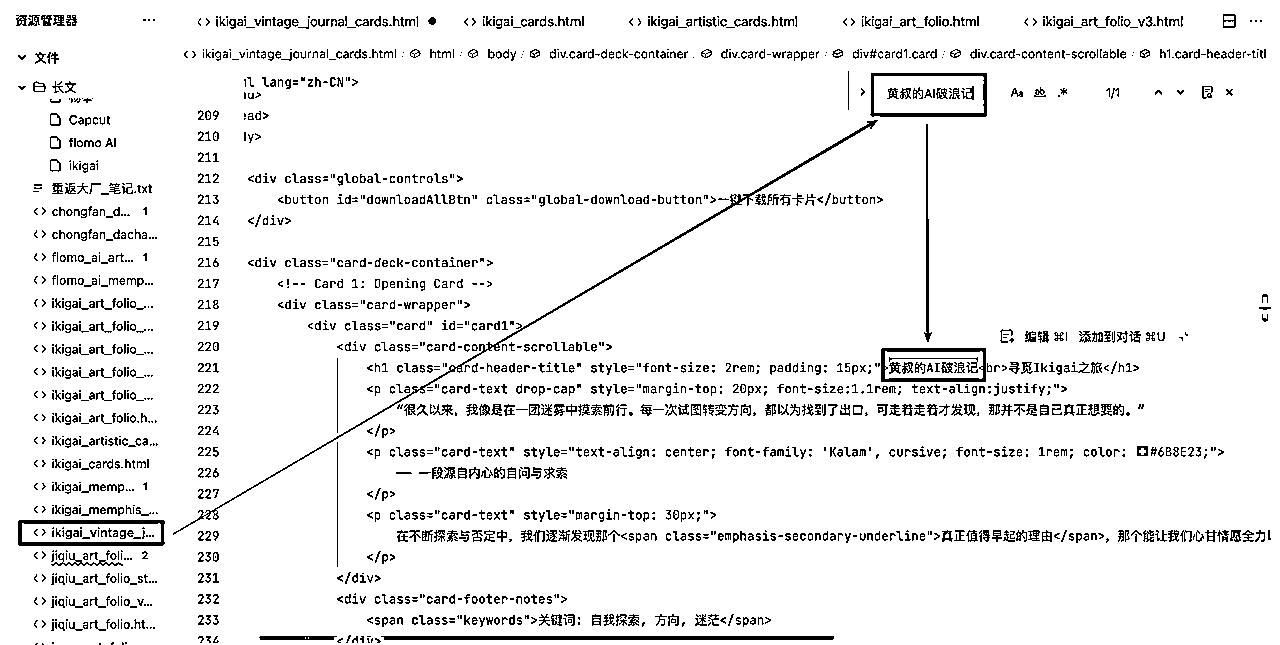 资源管理器 ···
ikigai_vintage_journal_cards.html ikigai_cards.html ikigai_artistic_cards.html ikigai_art_folio.html ikigai_art_folio_v3.html ···
文件
ikigai_vintage_journal_cards.html › html › body › div.card-deck-container › div.card-wrapper › div#card1.card › div.card-content-scrollable › h1.card-header-titl
长文
Capcut
flomo AI
ikigai
重返大厂_笔记.txt
chongfan_d... 1
chongfan_dacha...
flomo_ai_art... 1
flomo_ai_memp...
ikigai_art_folio_...
ikigai_art_folio_...
ikigai_art_folio_...
ikigai_art_folio_...
ikigai_art_folio_...
ikigai_art_folio.h...
ikigai_artistic_ca...
ikigai_cards.html
ikigai_memp... 1
ikigai_memphis_...
ikigai_vintage_j...
jiqiu_art_foli... 2
jiqiu_art_folio_st...
jiqiu_art_folio_v...
jiqiu_art_folio.ht...
黄叔的AI破浪记 Aa ab .* 1/1
l lang="zh-CN">
209 ead>
210 ly>
211
212 <div class="global-controls">
213 <button id="downloadAllBtn" class="global-download-button">一键下载所有卡片</button>
214 </div>
215
216 <div class="card-deck-container">
217 <!-- Card 1: Opening Card -->
218 <div class="card-wrapper">
219 <div class="card" id="card1">
编辑 ⌘I 添加到对话 ⌘U
220 <div class="card-content-scrollable">
221 <h1 class="card-header-title" style="font-size: 2rem; padding: 15px;">黄叔的AI破浪记<br>寻觅Ikigai之旅</h1>
222 <p class="card-text drop-cap" style="margin-top: 20px; font-size:1.1rem; text-align:justify;">
223 “很久以来，我像是在一团迷雾中摸索前行。每一次试图转变方向，都以为找到了出口，可走着走着才发现，那并不是自己真正想要的。”
224 </p>
225 <p class="card-text" style="text-align: center; font-family: 'Kalam', cursive; font-size: 1rem; color: #6B8E23;">
226 —— 一段源自内心的自问与求索
227 </p>
228 <p class="card-text" style="margin-top: 30px;">
229 在不断探索与否定中，我们逐渐发现那个<span class="emphasis-secondary-underline">真正值得早起的理由</span>，那个能让我们心甘情愿全力
230 </p>
231 </div>
232 <div class="card-footer-notes">
233 <span class="keywords">关键词: 自我探索, 方向, 迷茫</span>
234 </div>